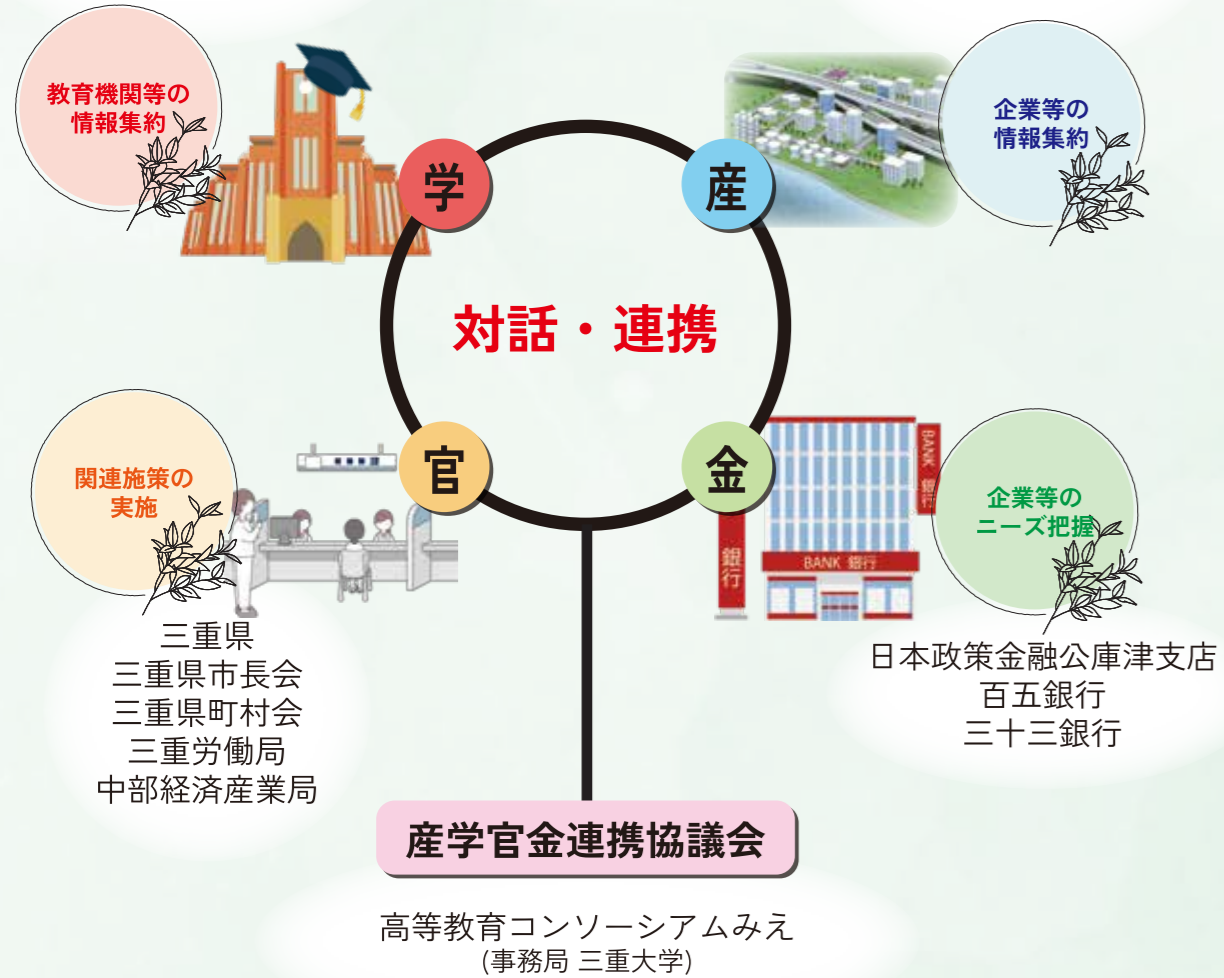 教育機関等の
情報集約
企業等の
情報集約
学
産
対話・連携
官
金
関連施策の
実施
BANK 銀行
銀行
BANK 銀行
企業等の
ニーズ把握
三重県
三重県市長会
三重県町村会
三重労働局
中部経済産業局
日本政策金融公庫津支店
百五銀行
三十三銀行
産学官金連携協議会
高等教育コンソーシアムみえ
(事務局 三重大学)